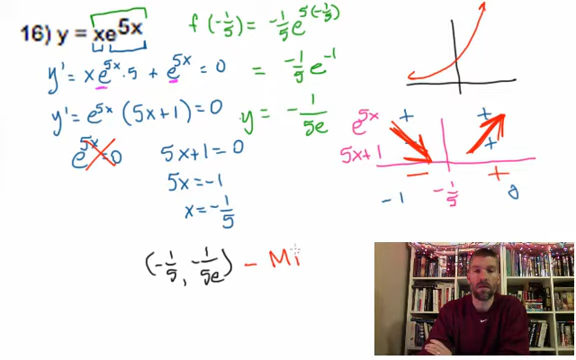 16) y = xe^5x
y' = xe^5x · 5 + e^5x = 0
y' = e^5x (5x+1) = 0
e^5x = 0
5x+1 = 0
5x = -1
x = -1/5
f(-1/5) = -1/5 e^5(-1/5)
= -1/5 e^-1
y = -1/5e
e^5x + +
5x+1 - + +
-1 -1/5 0
(-1/5, -1/5e) - Mi